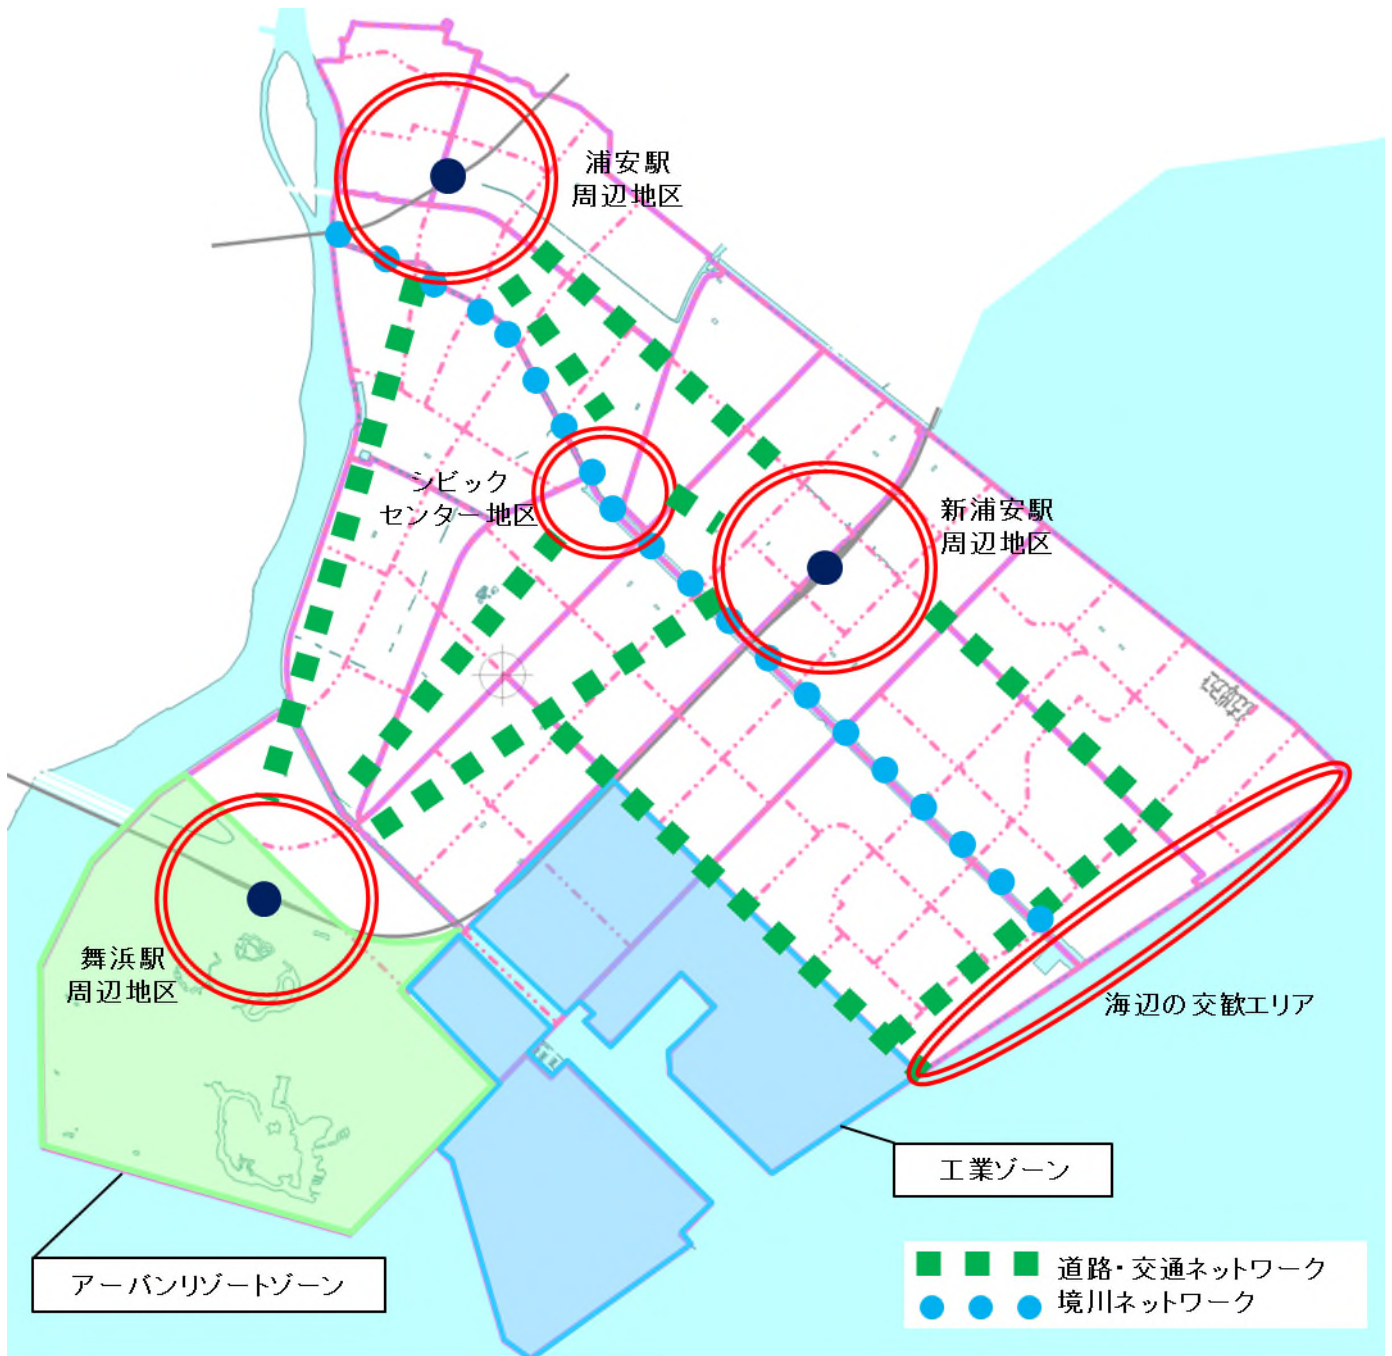 浦安駅
周辺地区
シビック
センター地区
新浦安駅
周辺地区
舞浜駅
周辺地区
海辺の交歓エリア
工業ゾーン
アーバンリゾートゾーン
道路・交通ネットワーク
境川ネットワーク